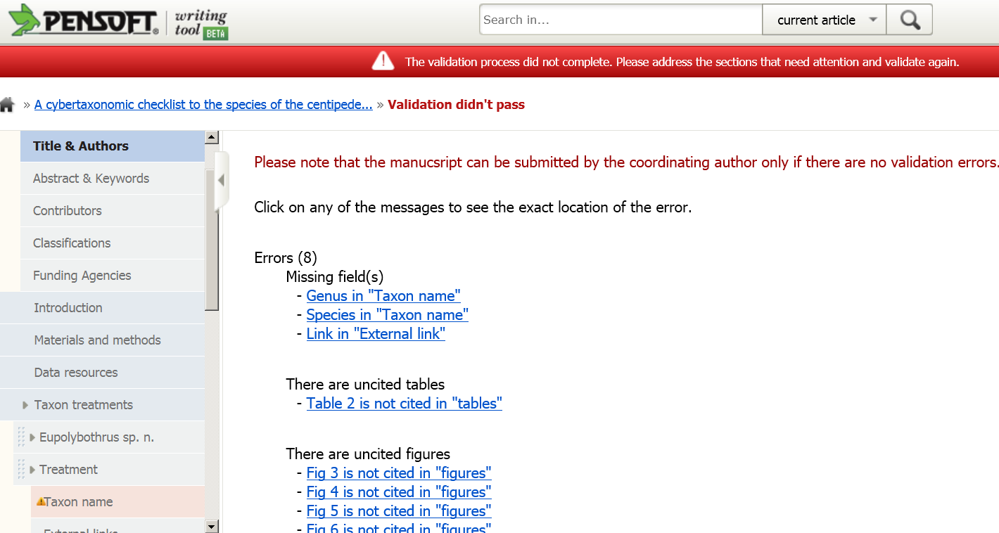 PENSOFT® writing tool BETA
Search in...
current article
The validation process did not complete. Please address the sections that need attention and validate again.
» A cybertaxonomic checklist to the species of the centipede... » Validation didn't pass
Title & Authors
Abstract & Keywords
Contributors
Classifications
Funding Agencies
Introduction
Materials and methods
Data resources
Taxon treatments
Eupolybothrus sp. n.
Treatment
Taxon name
External links
Please note that the manucsript can be submitted by the coordinating author only if there are no validation errors.
Click on any of the messages to see the exact location of the error.
Errors (8)
Missing field(s)
- Genus in "Taxon name"
- Species in "Taxon name"
- Link in "External link"
There are uncited tables
- Table 2 is not cited in "tables"
There are uncited figures
- Fig 3 is not cited in "figures"
- Fig 4 is not cited in "figures"
- Fig 5 is not cited in "figures"
- Fig 6 is not cited in "figures"